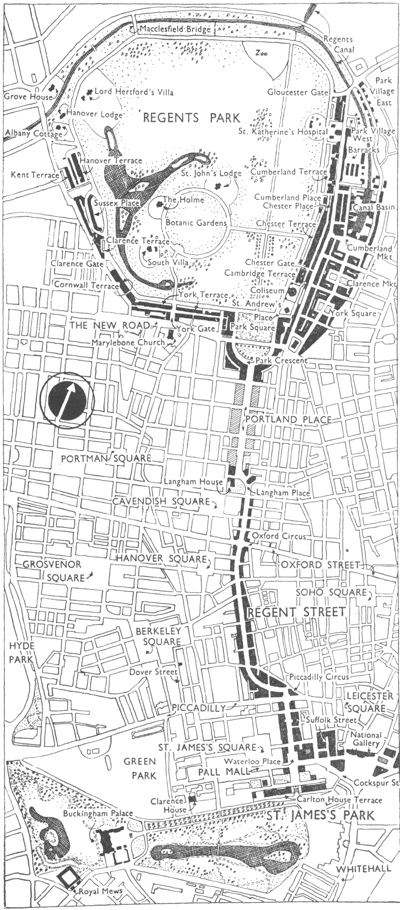 Macclesfield Bridge
Regents
Canal
Zoo
Park
Village
East
Grove House
Lord Hertford's Villa
Gloucester Gate
Hanover Lodge
REGENTS PARK
Albany Cottage
St. Katherine's Hospital
Park Village
West
Barracks
Hanover Terrace
Kent Terrace
St. John's Lodge
Cumberland Terrace
Sussex Place
The Holme
Cumberland Place
Chester Place
Canal Basin
Botanic Gardens
Chester Terrace
Clarence Terrace
Cumberland
Mkt.
Clarence Gate
South Villa
Chester Gate
Cambridge Terrace
Clarence Mkt.
Cornwall Terrace
Coliseum
York Terrace
St. Andrew's
Place
York Square
THE NEW ROAD
York Gate
Park Square
Marylebone Church
Park Crescent
PORTLAND PLACE
PORTMAN SQUARE
Langham House
Langham Place
CAVENDISH SQUARE
Oxford Circus
HANOVER SQUARE
OXFORD STREET
GROSVENOR
SQUARE
SOHO SQUARE
REGENT STREET
BERKELEY
SQUARE
HYDE
PARK
Dover Street
Piccadilly Circus
LEICESTER
SQUARE
PICCADILLY
Suffolk Street
National
Gallery
ST. JAMES'S SQUARE
GREEN
PARK
Waterloo Place
PALL MALL
Cockspur St
Clarence
House
Carlton House Terrace
Buckingham Palace
ST. JAMES'S PARK
WHITEHALL
Royal Mews